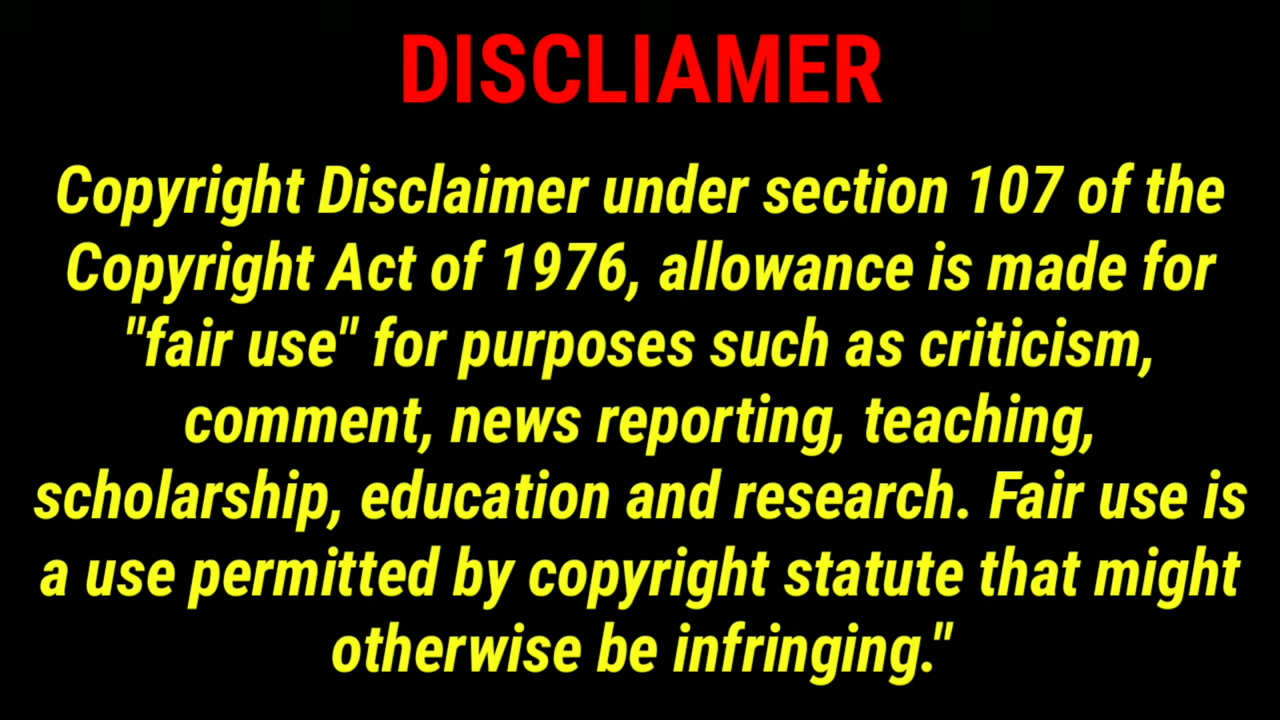 DISCLIAMER
Copyright Disclaimer under section 107 of the
Copyright Act of 1976, allowance is made for
"fair use" for purposes such as criticism,
comment, news reporting, teaching,
scholarship, education and research. Fair use is
a use permitted by copyright statute that might
otherwise be infringing."